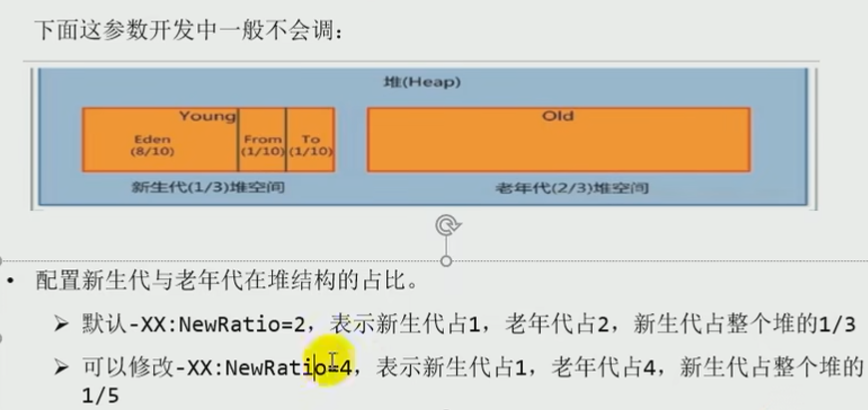 下面这参数开发中一般不会调：
堆(Heap)
Young
Old
Eden
(8/10)
From
(1/10)
To
(1/10)
新生代(1/3)堆空间
老年代(2/3)堆空间
• 配置新生代与老年代在堆结构的占比。
➢ 默认-XX:NewRatio=2，表示新生代占1，老年代占2，新生代占整个堆的1/3
➢ 可以修改-XX:NewRatio=4，表示新生代占1，老年代占4，新生代占整个堆的
1/5